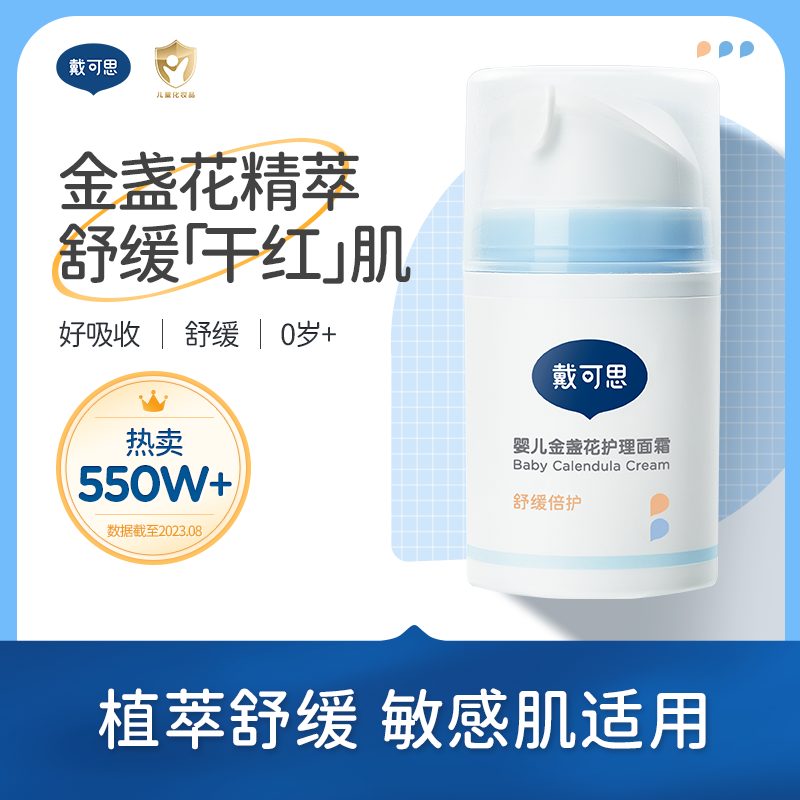 戴可思
儿童化妆品
金盏花精萃
舒缓「干红」肌
好吸收 | 舒缓 | 0岁+
热卖
550W+
数据截至2023.08
戴可思
婴儿金盏花护理面霜
Baby Calendula Cream
舒缓倍护
植萃舒缓 敏感肌适用